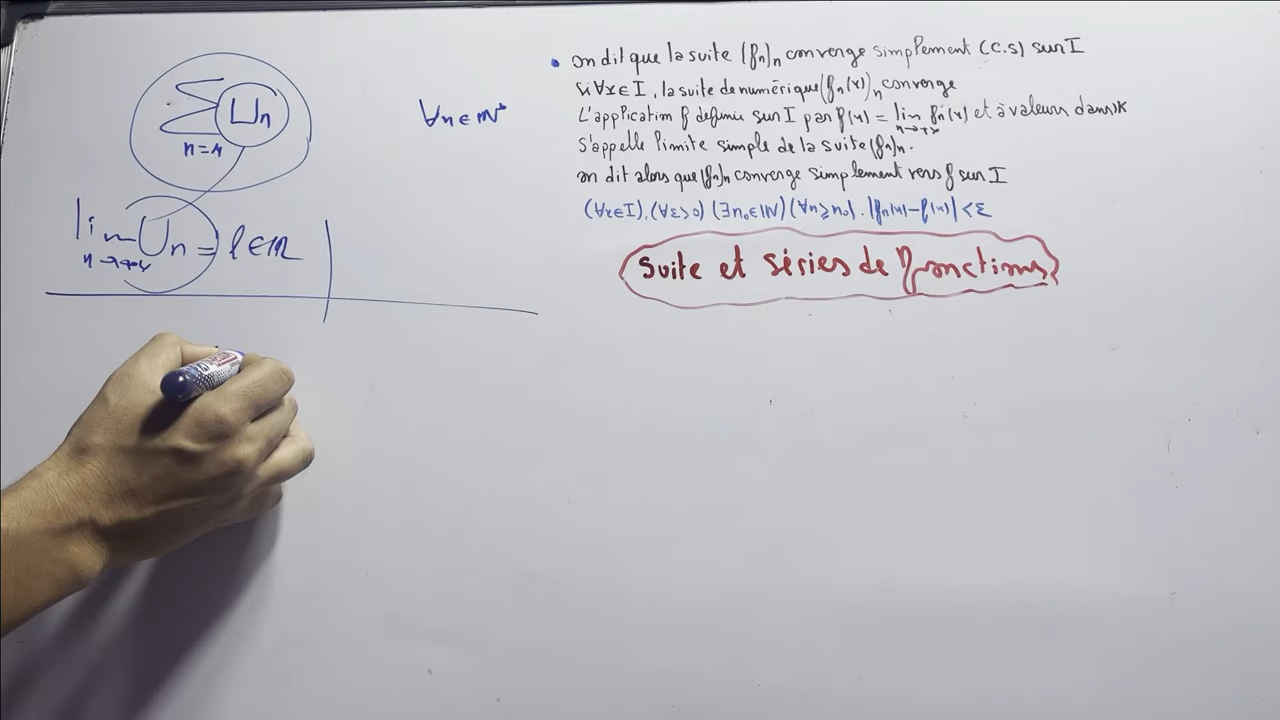 ∑ Un
n=1
∀n∈ℕ*
lim Un = l∈ℝ
n→+∞
• on dit que la suite (fn)n converge simplement (C.S) sur I
si ∀x∈I, la suite de numérique (fn(x))n converge
L'application f definie sur I par f(x) = lim fn(x) et à valeurs dans K
n→+∞
s'appelle limite simple de la suite (fn)n.
on dit alors que (fn)n converge simplement vers f sur I
(∀x∈I), (∀ε>0) (∃n0∈ℕ) (∀n≥n0). |fn(x)-f(x)|<ε
Suite et séries de fonctions